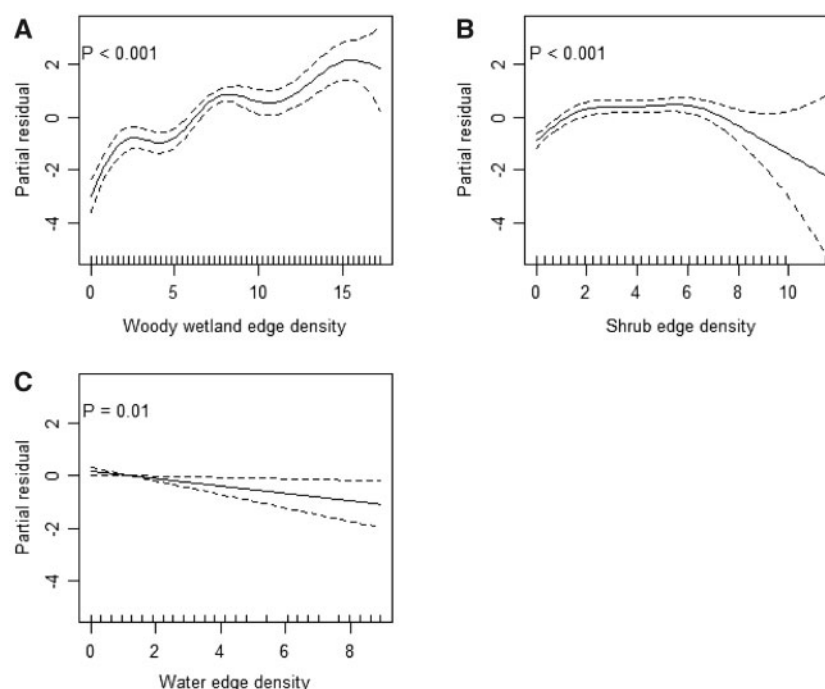 A
P < 0.001
Partial residual
2
0
-2
-4
0 5 10 15
Woody wetland edge density
B
P < 0.001
Partial residual
2
0
-2
-4
0 2 4 6 8 10
Shrub edge density
C
P = 0.01
Partial residual
2
0
-2
-4
0 2 4 6 8
Water edge density